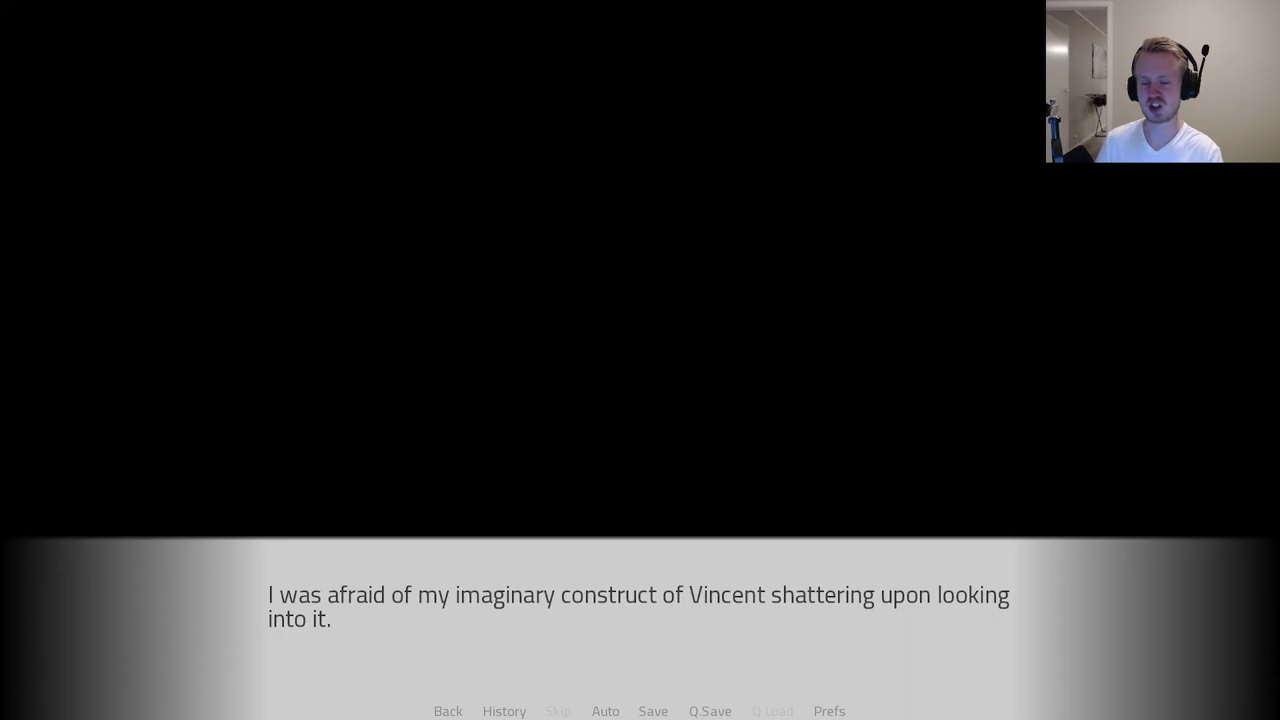 I was afraid of my imaginary construct of Vincent shattering upon looking
into it.
Back History Skip Auto Save Q.Save Q.Load Prefs